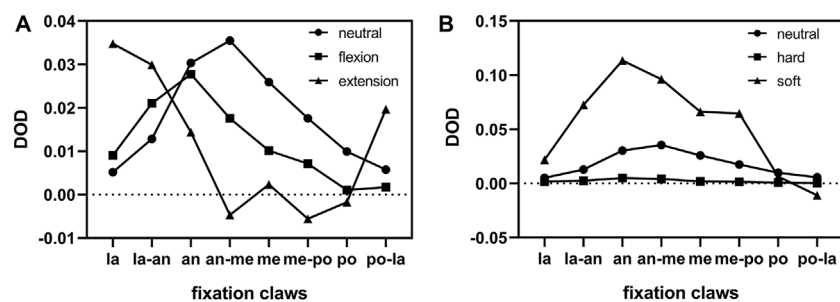 A
DOD
0.04
0.03
0.02
0.01
0.00
-0.01
neutral
flexion
extension
la la-an an an-me me me-po po po-la
fixation claws
B
DOD
0.15
0.10
0.05
0.00
-0.05
neutral
hard
soft
la la-an an an-me me me-po po po-la
fixation claws